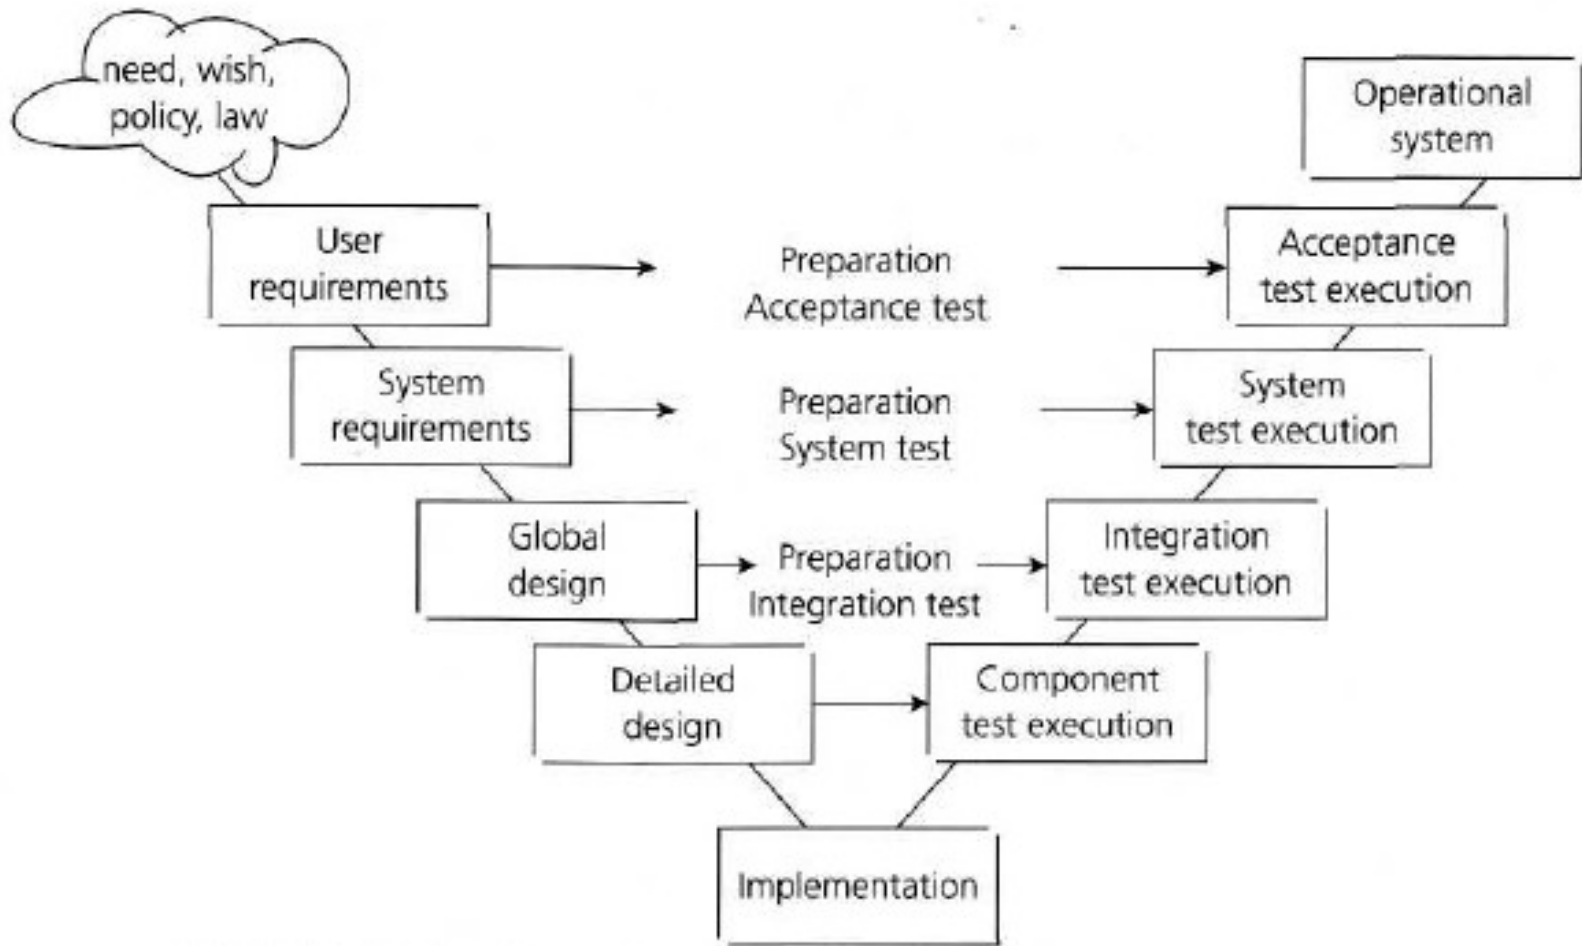 need, wish,
policy, law
Operational
system
User
requirements
Preparation
Acceptance test
Acceptance
test execution
System
requirements
Preparation
System test
System
test execution
Global
design
Preparation
Integration test
Integration
test execution
Detailed
design
Component
test execution
Implementation